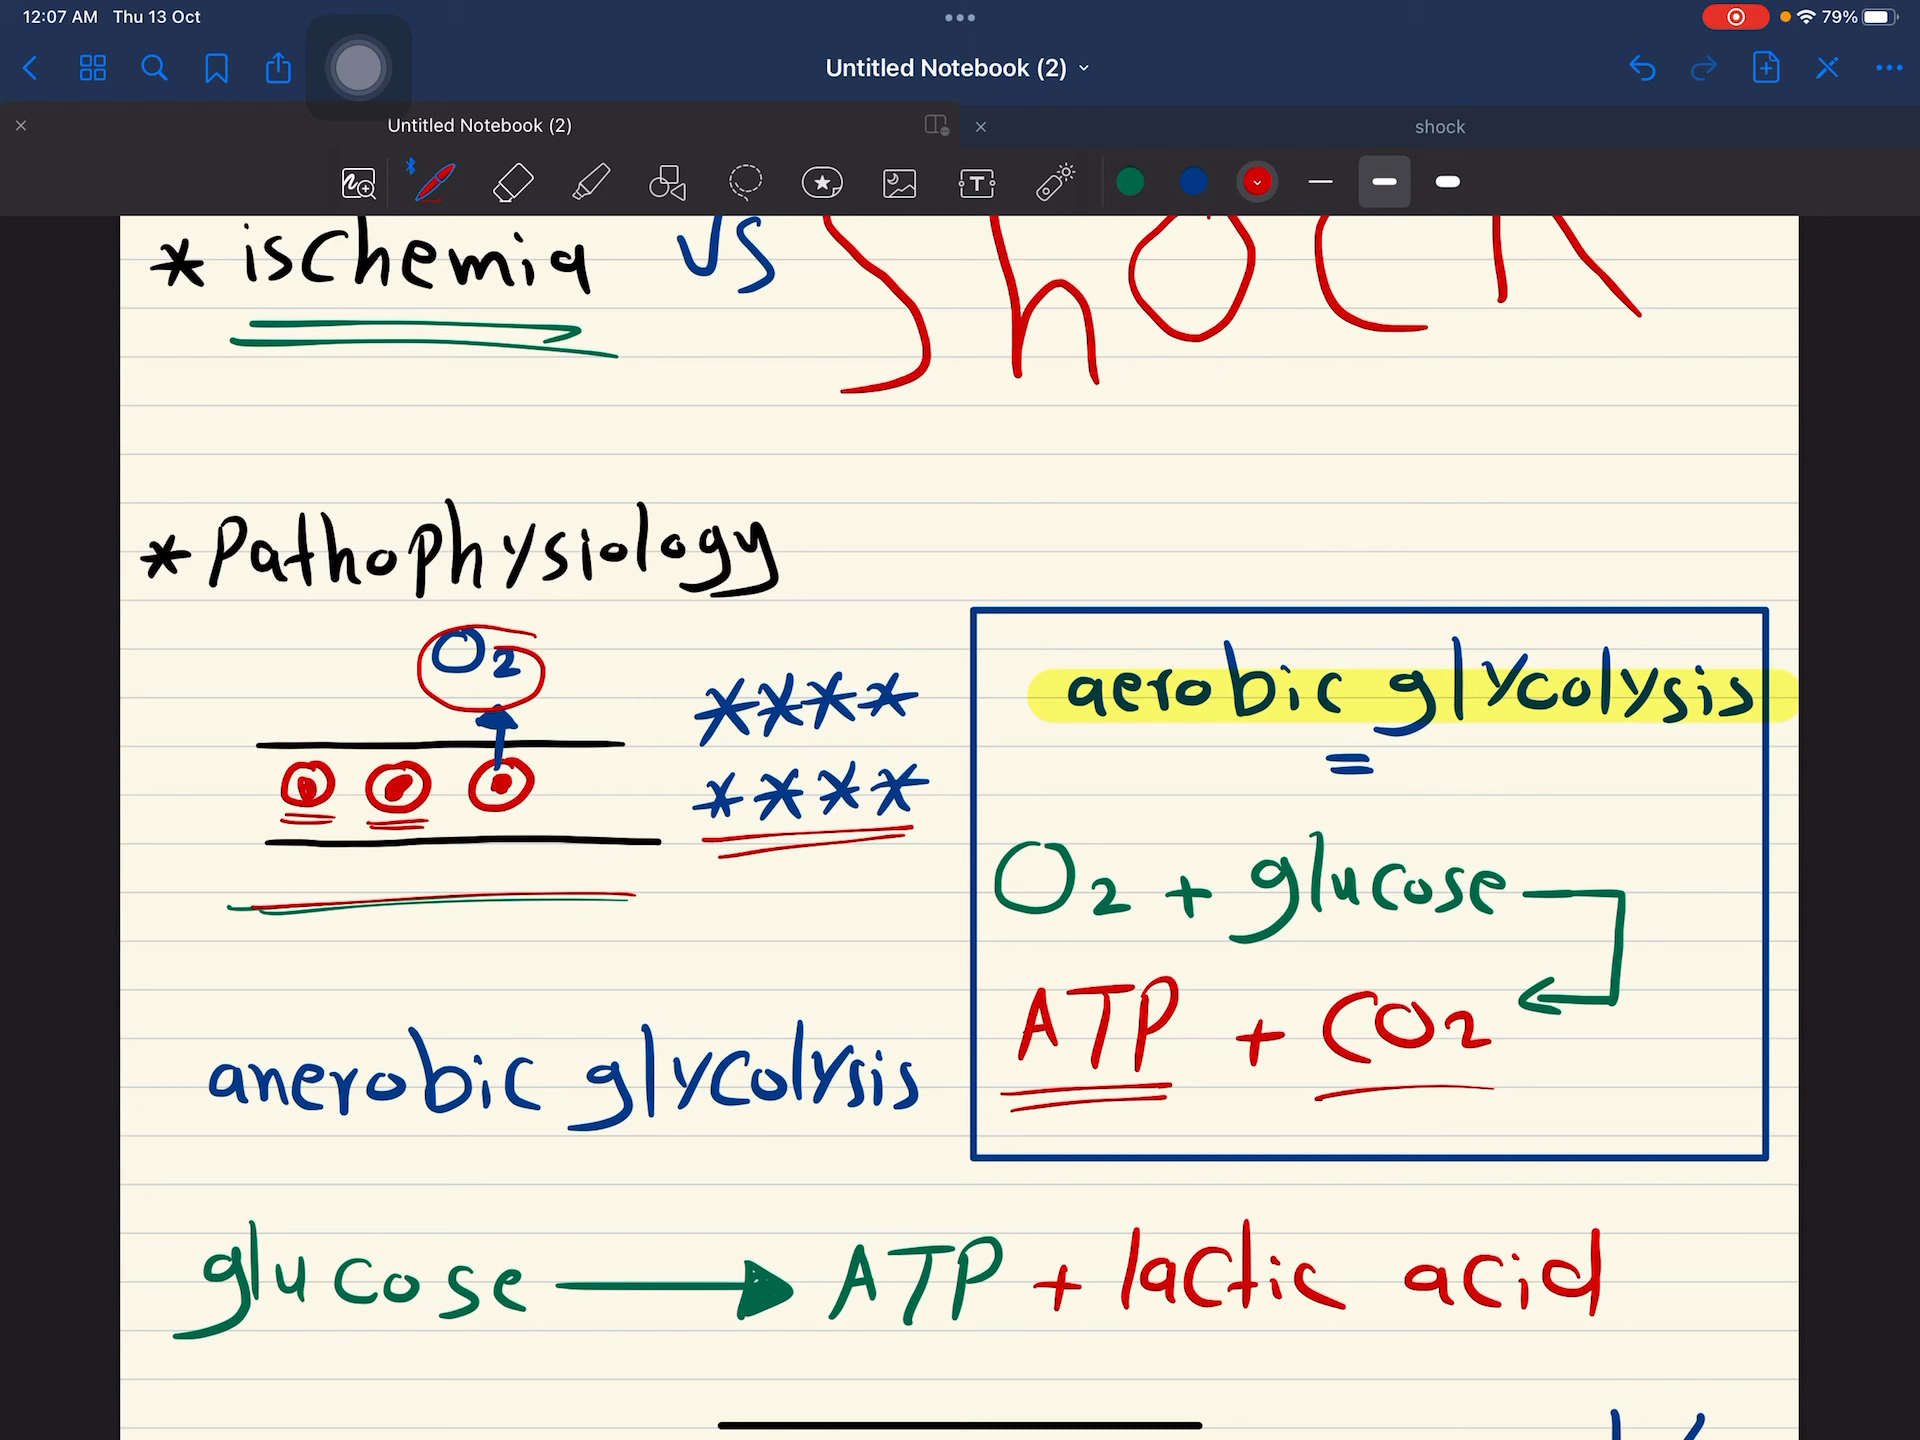 12:07 AM Thu 13 Oct
79%
Untitled Notebook (2)
Untitled Notebook (2)
shock
* ischemia vs Shock
* Pathophysiology
O2
****
****
aerobic glycolysis
=
O2 + glucose
ATP + CO2
anerobic glycolysis
glucose → ATP + lactic acid